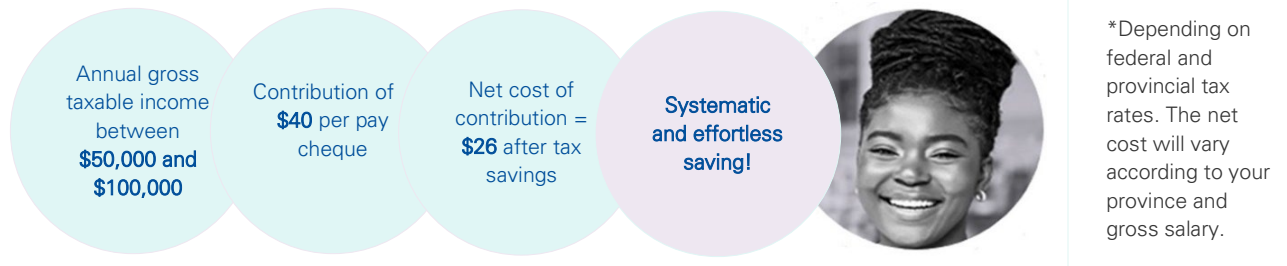 Annual gross
taxable income
between
$50,000 and
$100,000
Contribution of
$40 per pay
cheque
Net cost of
contribution =
$26 after tax
savings
Systematic
and effortless
saving!
*Depending on
federal and
provincial tax
rates. The net
cost will vary
according to your
province and
gross salary.